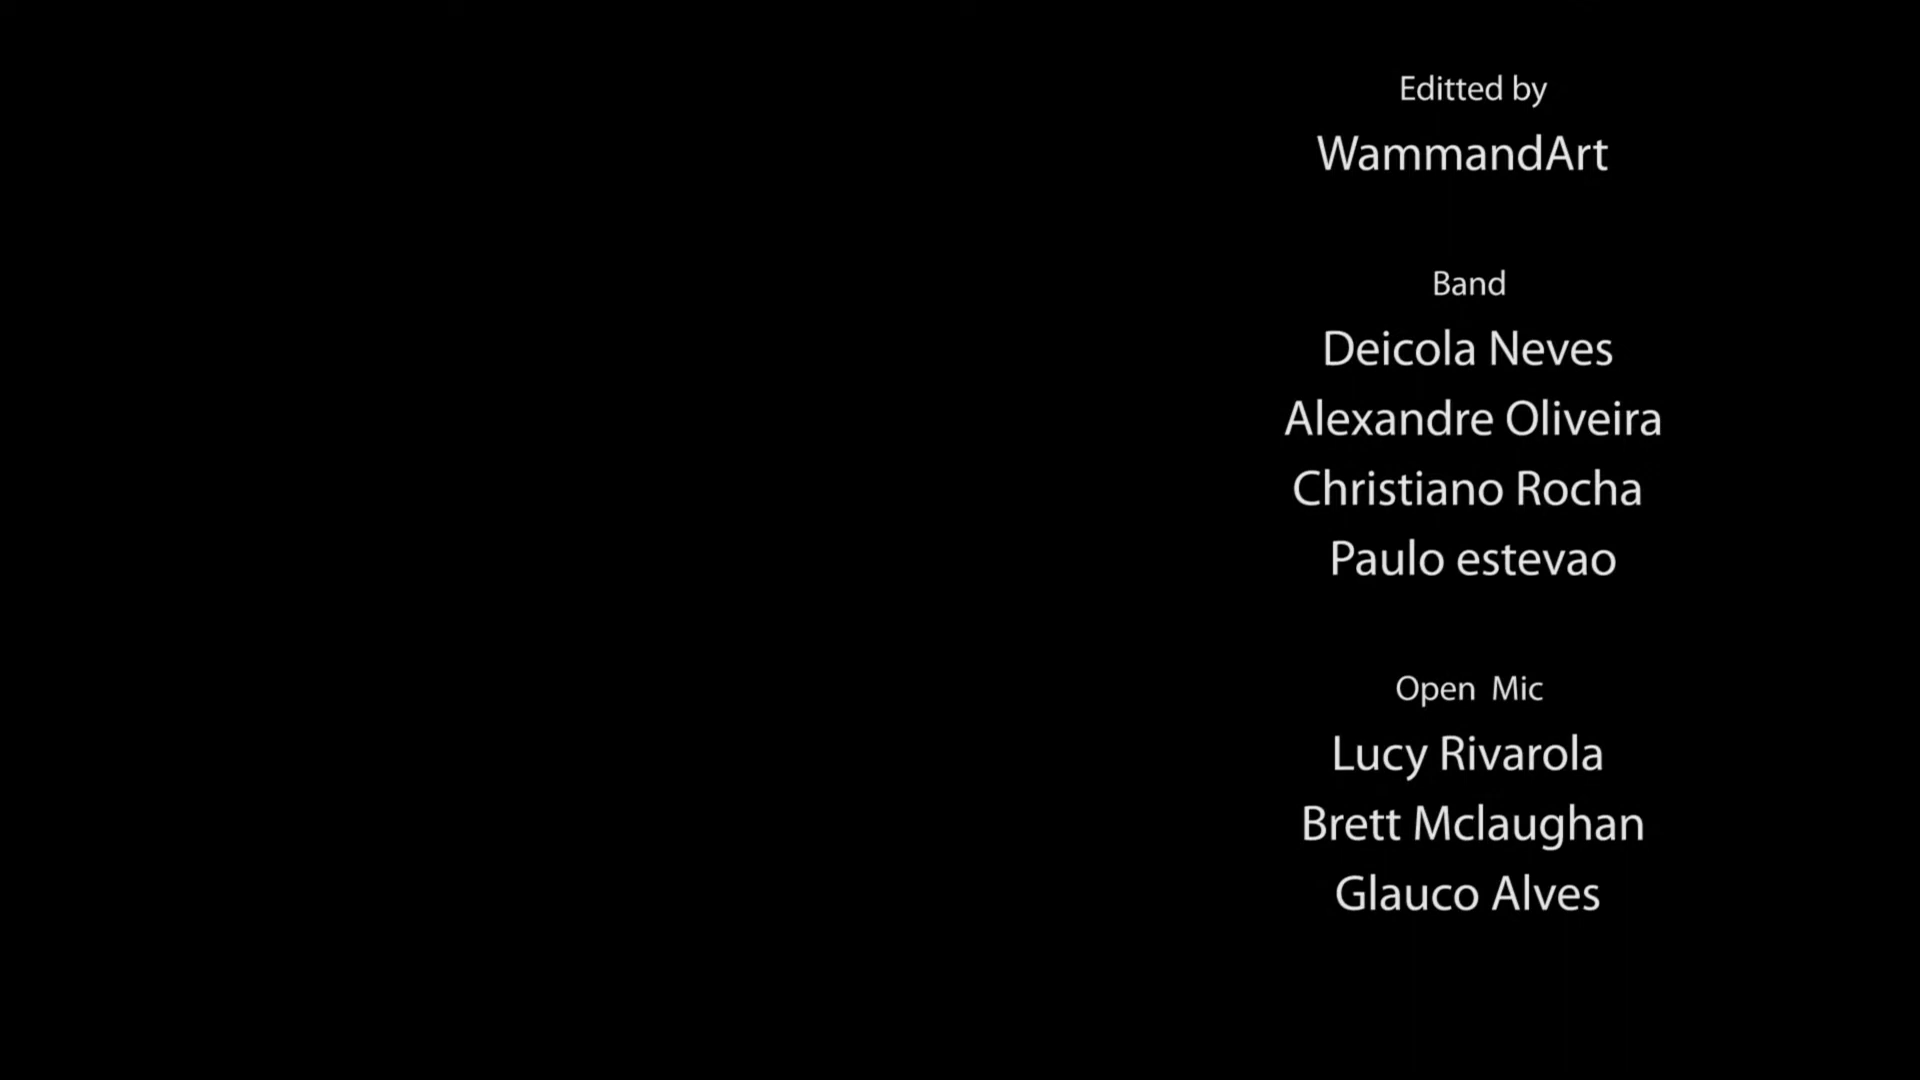 Editted by
WammandArt
Band
Deicola Neves
Alexandre Oliveira
Christiano Rocha
Paulo estevao
Open  Mic
Lucy Rivarola
Brett Mclaughan
Glauco Alves